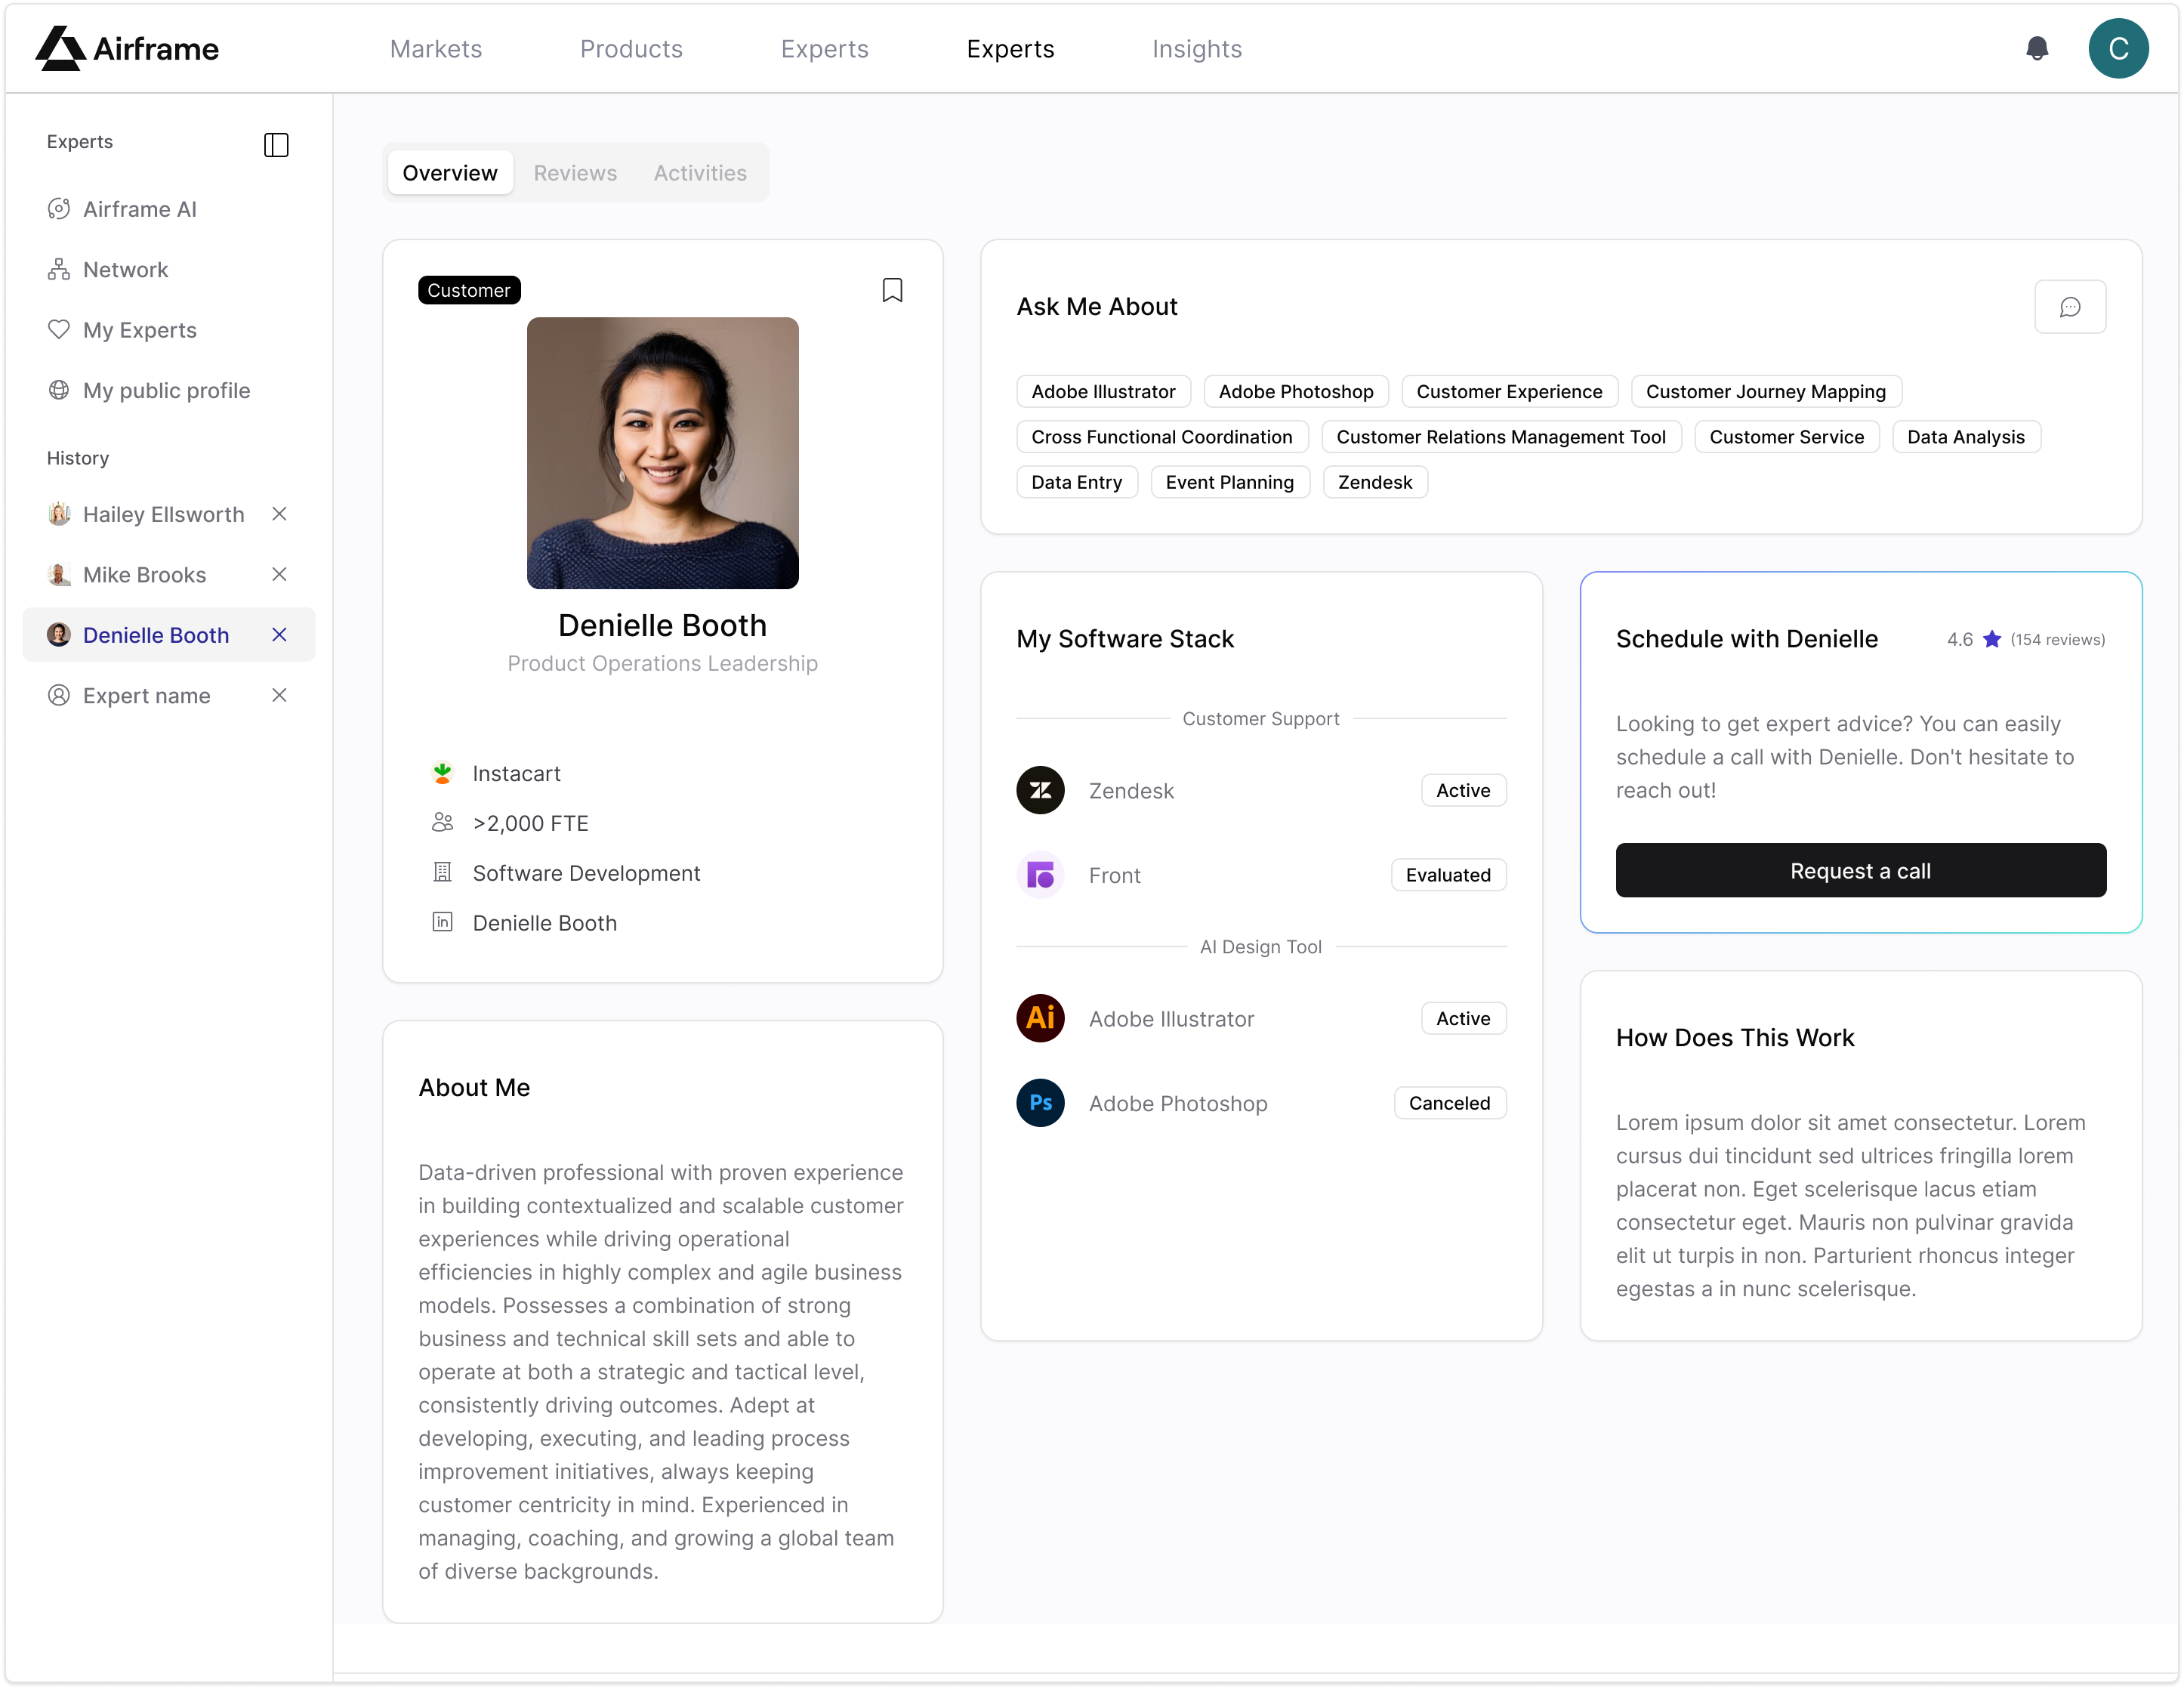 Airframe
Markets
Products
Experts
Experts
Insights
C
Experts
Airframe AI
Network
My Experts
My public profile
History
Hailey Ellsworth
Mike Brooks
Denielle Booth
Expert name
Overview
Reviews
Activities
Customer
Denielle Booth
Product Operations Leadership
Instacart
>2,000 FTE
Software Development
in
Denielle Booth
About Me
Data-driven professional with proven experience
in building contextualized and scalable customer
experiences while driving operational
efficiencies in highly complex and agile business
models. Possesses a combination of strong
business and technical skill sets and able to
operate at both a strategic and tactical level,
consistently driving outcomes. Adept at
developing, executing, and leading process
improvement initiatives, always keeping
customer centricity in mind. Experienced in
managing, coaching, and growing a global team
of diverse backgrounds.
Ask Me About
Adobe Illustrator
Adobe Photoshop
Customer Experience
Customer Journey Mapping
Cross Functional Coordination
Customer Relations Management Tool
Customer Service
Data Analysis
Data Entry
Event Planning
Zendesk
My Software Stack
Customer Support
Zendesk
Active
Front
Evaluated
AI Design Tool
Ai
Adobe Illustrator
Active
Ps
Adobe Photoshop
Canceled
Schedule with Denielle
4.6
(154 reviews)
Looking to get expert advice? You can easily
schedule a call with Denielle. Don't hesitate to
reach out!
Request a call
How Does This Work
Lorem ipsum dolor sit amet consectetur. Lorem
cursus dui tincidunt sed ultrices fringilla lorem
placerat non. Eget scelerisque lacus etiam
consectetur eget. Mauris non pulvinar gravida
elit ut turpis in non. Parturient rhoncus integer
egestas a in nunc scelerisque.